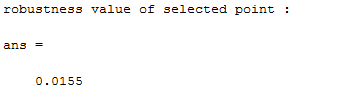 robustness value of selected point :
ans =
0.0155